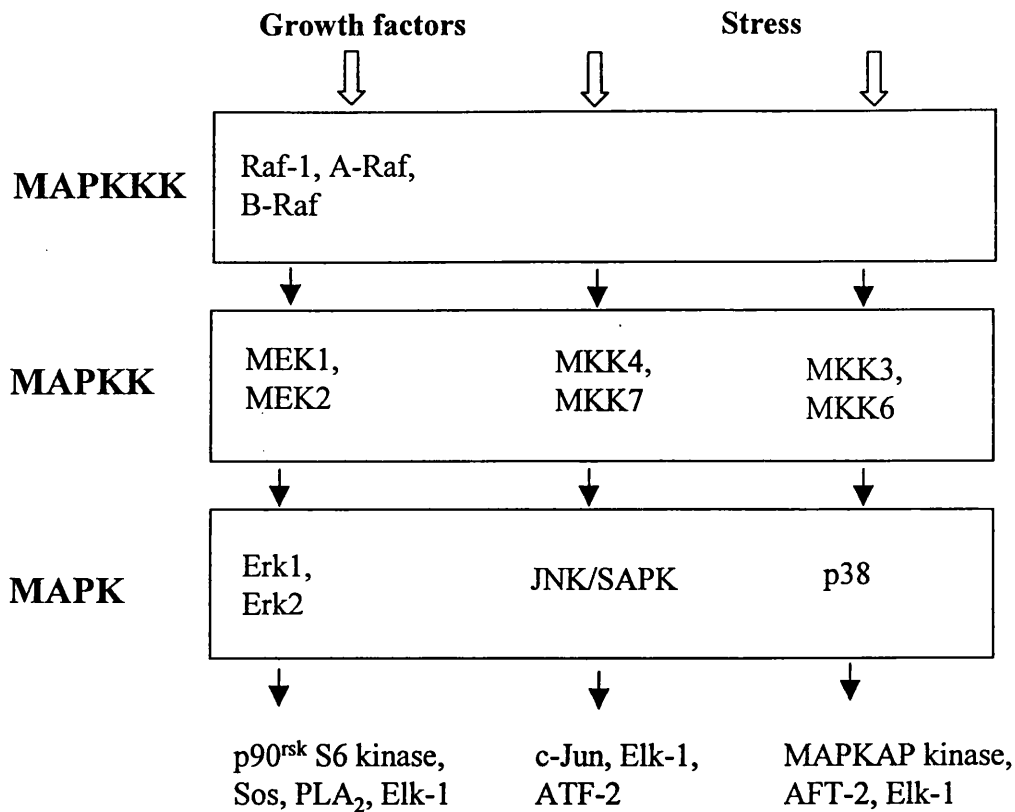 Growth factors Stress
MAPKKK
Raf-1, A-Raf,
B-Raf
MAPKK
MEK1,
MEK2
MKK4,
MKK7
MKK3,
MKK6
MAPK
Erk1,
Erk2
JNK/SAPK
p38
p90rsk S6 kinase,
Sos, PLA2, Elk-1
c-Jun, Elk-1,
ATF-2
MAPKAP kinase,
AFT-2, Elk-1